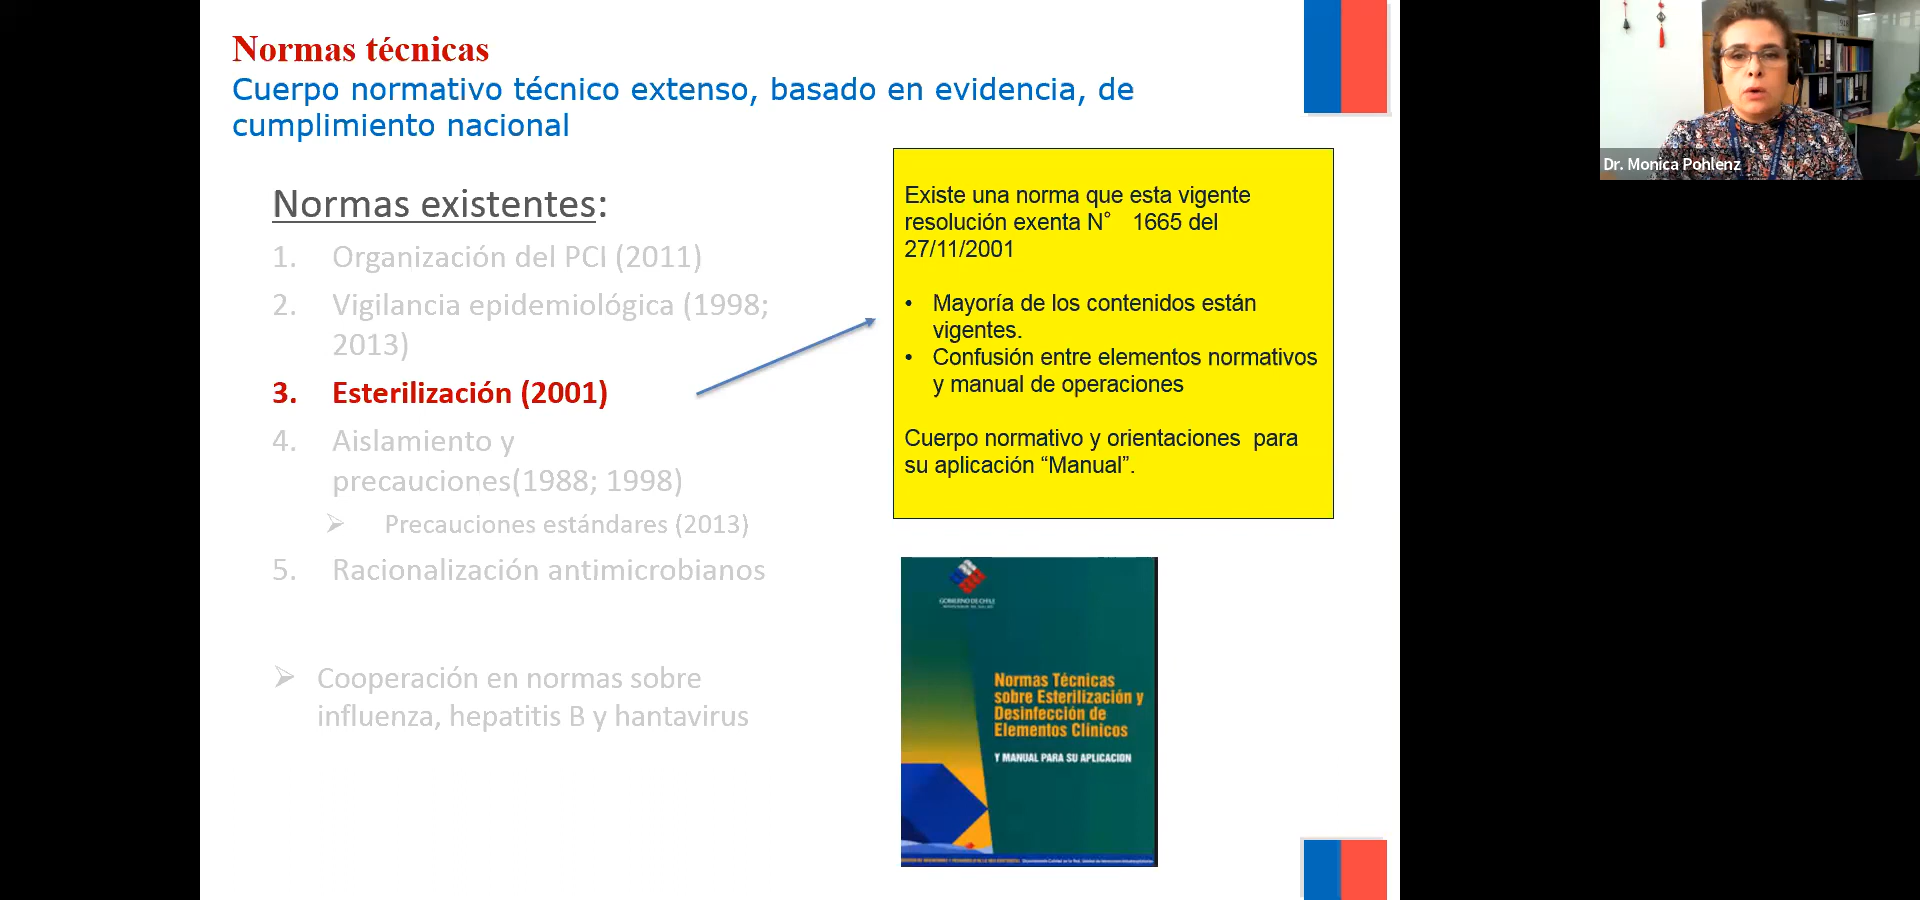 Normas técnicas
Cuerpo normativo técnico extenso, basado en evidencia, de
cumplimiento nacional
Normas existentes:
1. Organización del PCI (2011)
2. Vigilancia epidemiológica (1998;
2013)
3. Esterilización (2001)
4. Aislamiento y
precauciones(1988; 1998)
➢ Precauciones estándares (2013)
5. Racionalización antimicrobianos
➢ Cooperación en normas sobre
influenza, hepatitis B y hantavirus
Existe una norma que esta vigente
resolución exenta N° 1665 del
27/11/2001
• Mayoría de los contenidos están
vigentes.
• Confusión entre elementos normativos
y manual de operaciones
Cuerpo normativo y orientaciones para
su aplicación “Manual”.
GOBIERNO DE CHILE
Normas Técnicas
sobre Esterilización y
Desinfección de
Elementos Clínicos
Y MANUAL PARA SU APLICACION
Dr. Monica Pohlenz